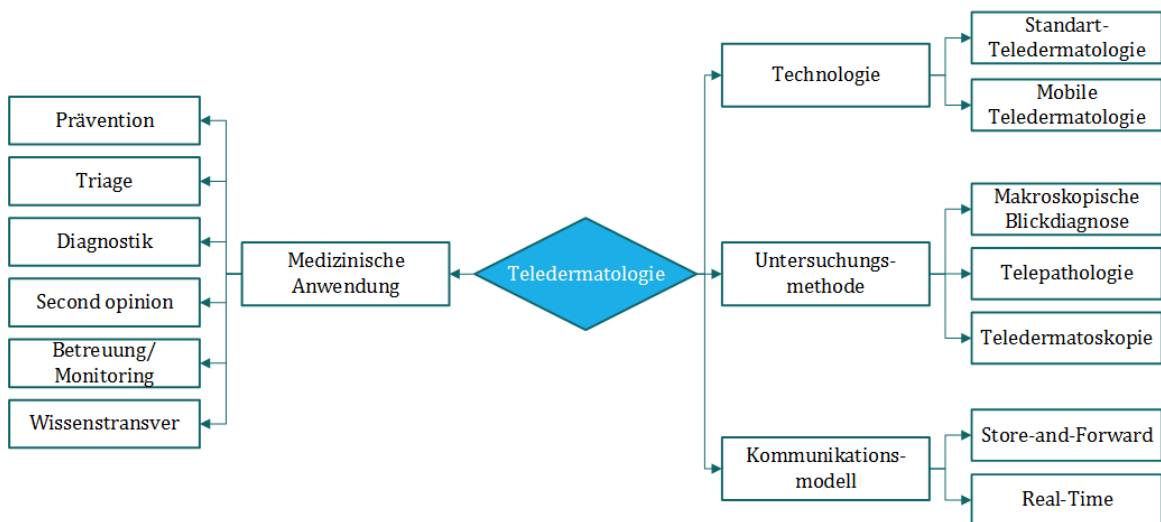 Prävention
Triage
Diagnostik
Second opinion
Betreuung/
Monitoring
Wissenstransver
Medizinische
Anwendung
Teledermatologie
Technologie
Standart-
Teledermatologie
Mobile
Teledermatologie
Untersuchungs-
methode
Makroskopische
Blickdiagnose
Telepathologie
Teledermatoskopie
Kommunikations-
modell
Store-and-Forward
Real-Time